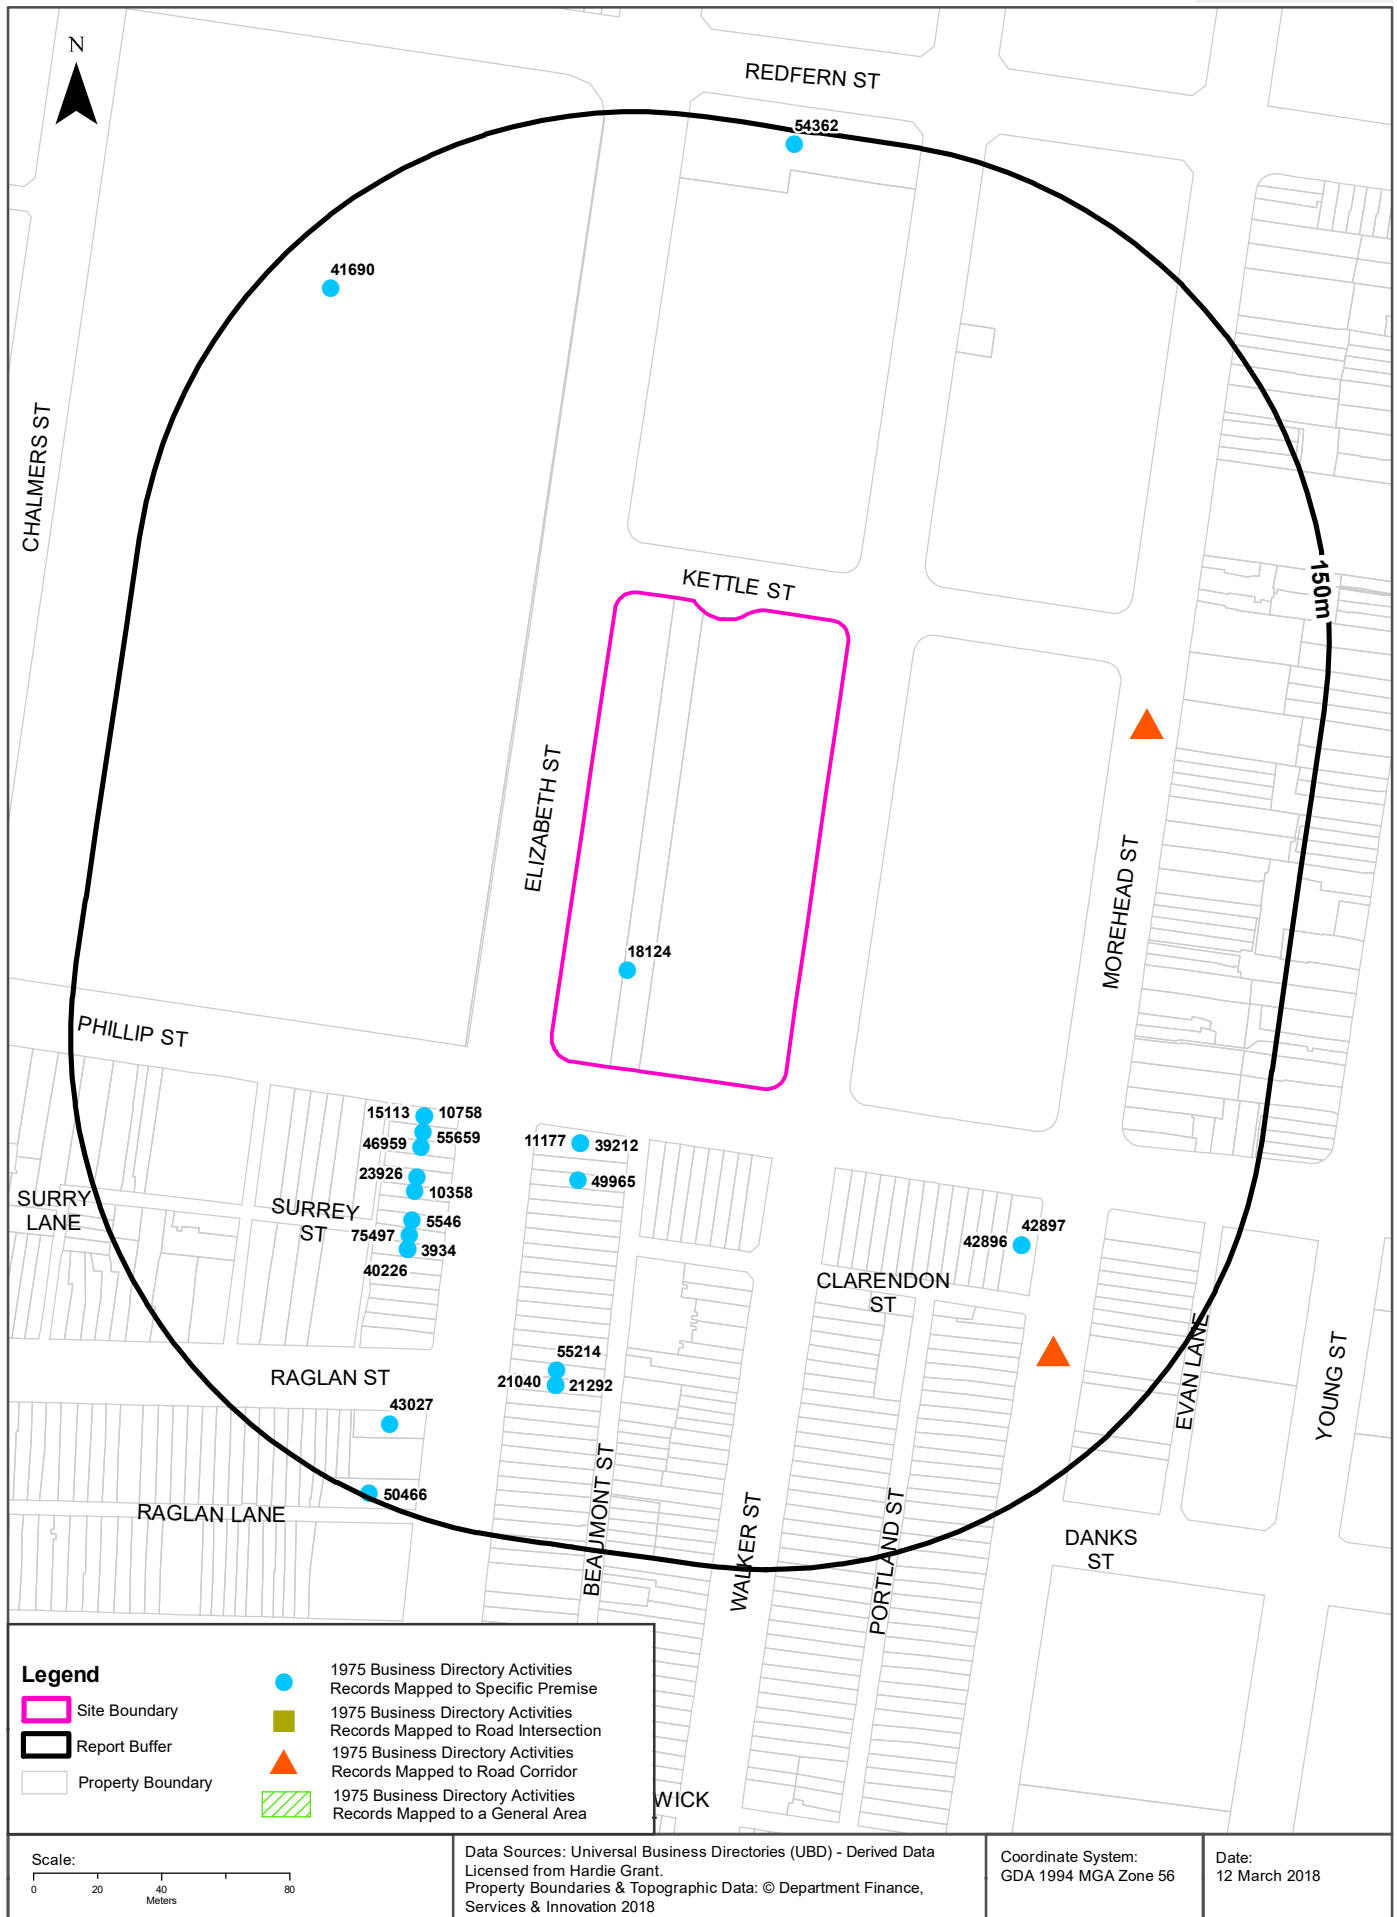 N
REDFERN ST
54362
41690
CHALMERS ST
KETTLE ST
150m
ELIZABETH ST
MOREHEAD ST
18124
PHILLIP ST
15113
10758
55659
46959
11177
39212
23926
49965
10358
SURRY
LANE
SURREY
ST
5546
75497
3934
40226
42897
42896
CLARENDON
ST
EVAN LANE
YOUNG ST
55214
21040
21292
RAGLAN ST
43027
50466
RAGLAN LANE
BEAUMONT ST
WALKER ST
PORTLAND ST
DANKS
ST
WICK
Legend
Site Boundary
Report Buffer
Property Boundary
1975 Business Directory Activities
Records Mapped to Specific Premise
1975 Business Directory Activities
Records Mapped to Road Intersection
1975 Business Directory Activities
Records Mapped to Road Corridor
1975 Business Directory Activities
Records Mapped to a General Area
Scale:
0 20 40 80
Meters
Data Sources: Universal Business Directories (UBD) - Derived Data
Licensed from Hardie Grant.
Property Boundaries & Topographic Data: © Department Finance,
Services & Innovation 2018
Coordinate System:
GDA 1994 MGA Zone 56
Date:
12 March 2018